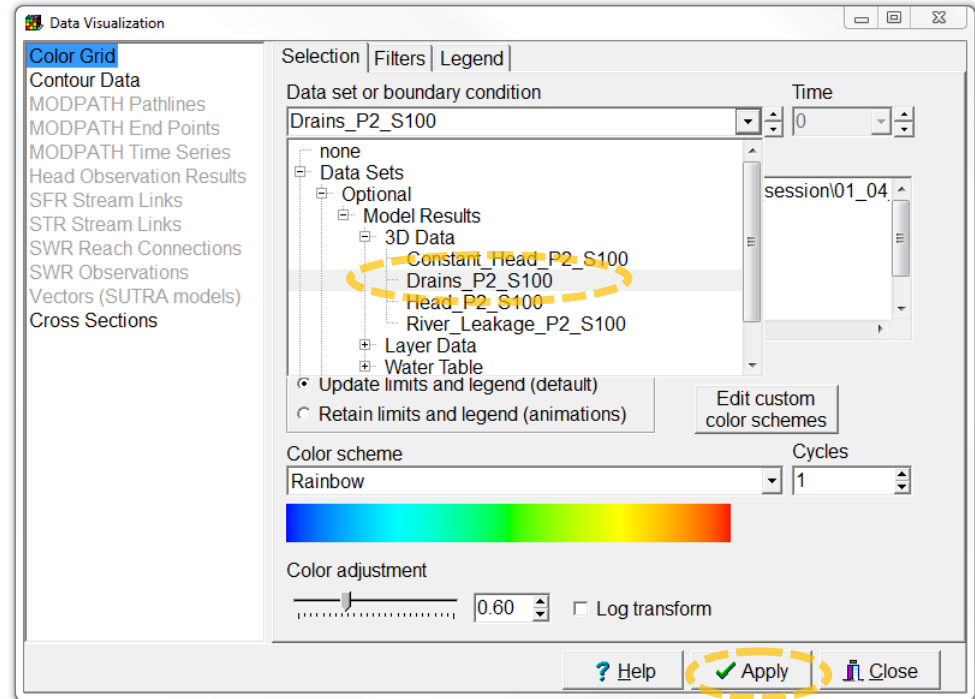 Data Visualization
Color Grid
Contour Data
MODPATH Pathlines
MODPATH End Points
MODPATH Time Series
Head Observation Results
SFR Stream Links
STR Stream Links
SWR Reach Connections
SWR Observations
Vectors (SUTRA models)
Cross Sections
Selection Filters Legend
Data set or boundary condition Time
Drains_P2_S100 0
none
Data Sets
Optional
Model Results
3D Data
Constant_Head_P2_S100
Drains_P2_S100
Head_P2_S100
River_Leakage_P2_S100
Layer Data
Water Table
session\01_04_
Update limits and legend (default)
Retain limits and legend (animations)
Edit custom
color schemes
Color scheme Cycles
Rainbow 1
Color adjustment
0.60 Log transform
? Help Apply Close